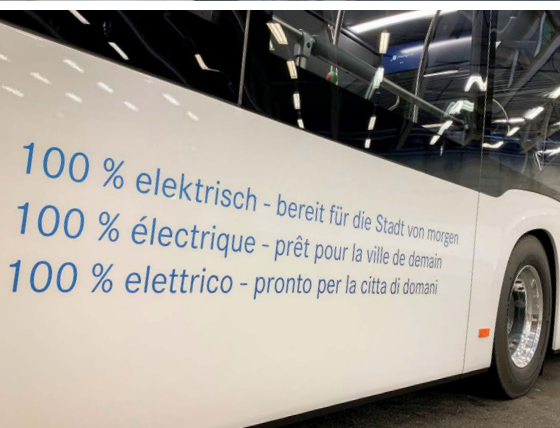 100 % elektrisch - bereit für die Stadt von morgen
100 % électrique - prêt pour la ville de demain
100 % elettrico - pronto per la citta di domani